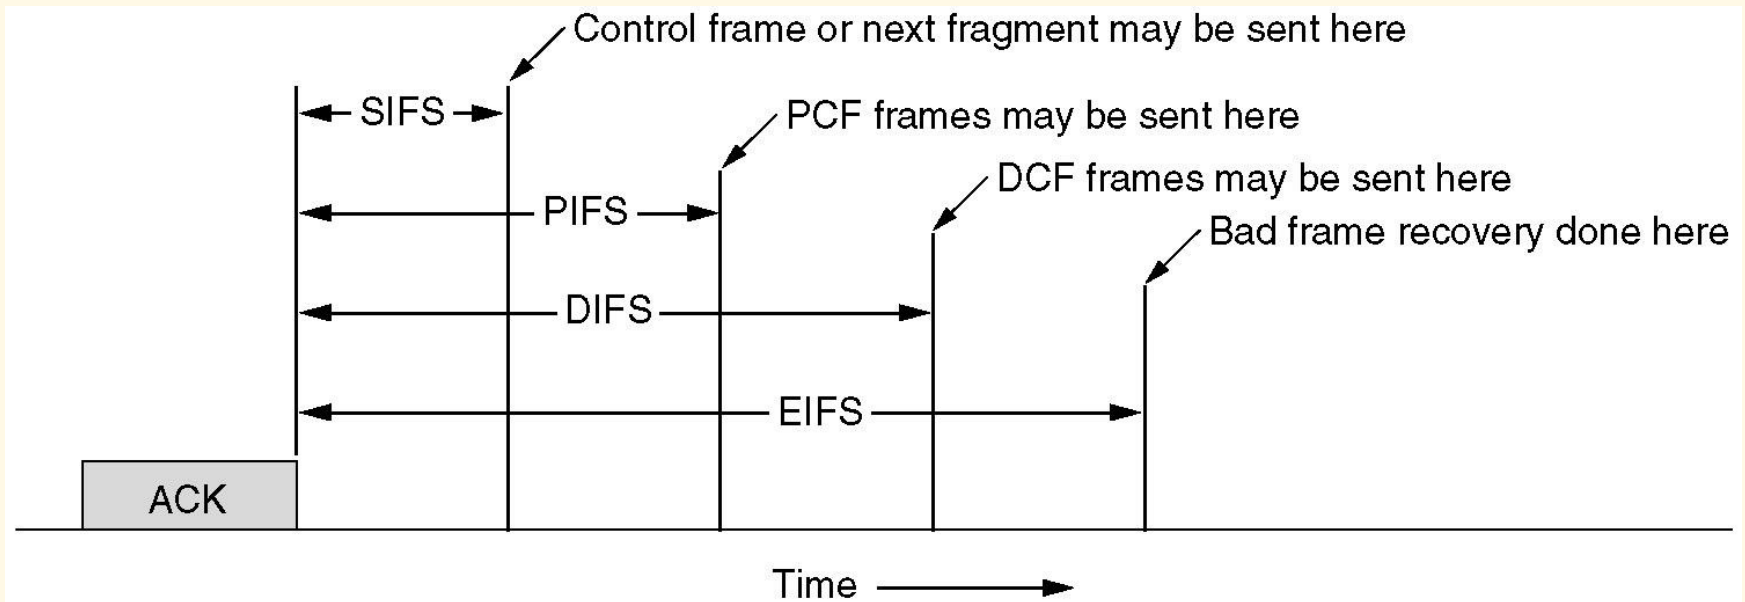 Control frame or next fragment may be sent here
SIFS
PCF frames may be sent here
DCF frames may be sent here
PIFS
Bad frame recovery done here
DIFS
EIFS
ACK
Time